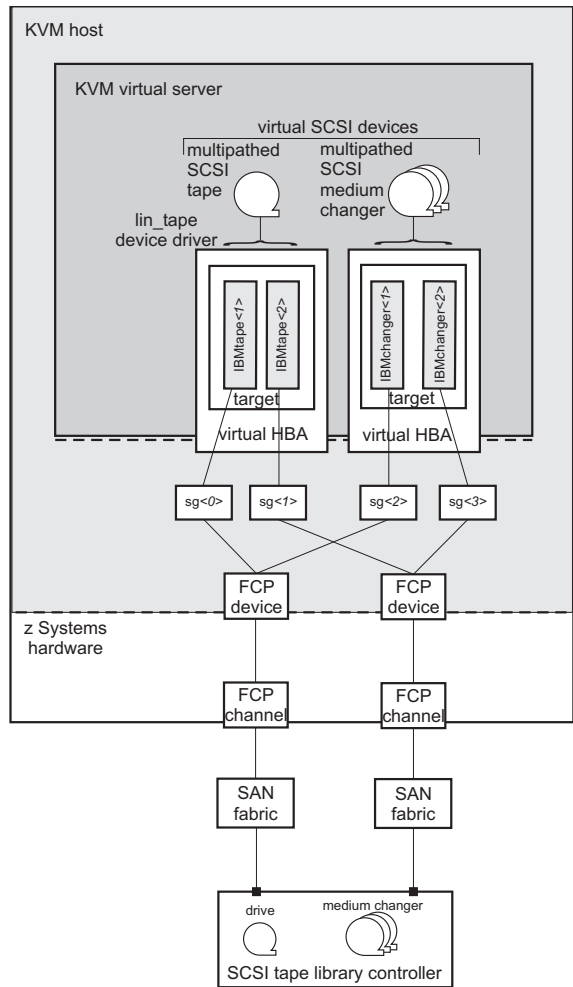 KVM host
KVM virtual server
virtual SCSI devices
multipathed
SCSI
tape
multipathed
SCSI
medium
changer
lin_tape
device driver
IBMtape<1>
IBMtape<2>
target
virtual HBA
IBMchanger<1>
IBMchanger<2>
target
virtual HBA
sg<0>
sg<1>
sg<2>
sg<3>
FCP
device
FCP
device
z Systems
hardware
FCP
channel
FCP
channel
SAN
fabric
SAN
fabric
drive
medium changer
SCSI tape library controller